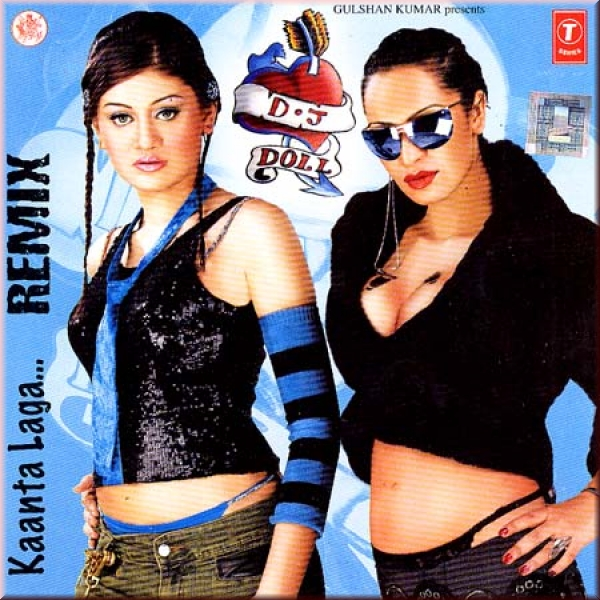 GULSHAN KUMAR presents
T
SERIES
D·J
DOLL
Kaanta Laga... REMIX